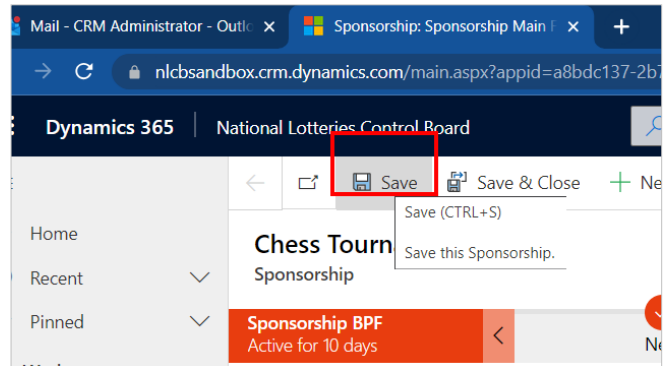 Mail - CRM Administrator - Outlo
Sponsorship: Sponsorship Main F
nlcbsandbox.crm.dynamics.com/main.aspx?appid=a8bdc137-2b7
Dynamics 365 National Lotteries Control Board
Save Save & Close Ne
Save (CTRL+S)
Save this Sponsorship.
Home
Chess Tourn
Sponsorship
Recent
Pinned
Sponsorship BPF
Active for 10 days
Ne